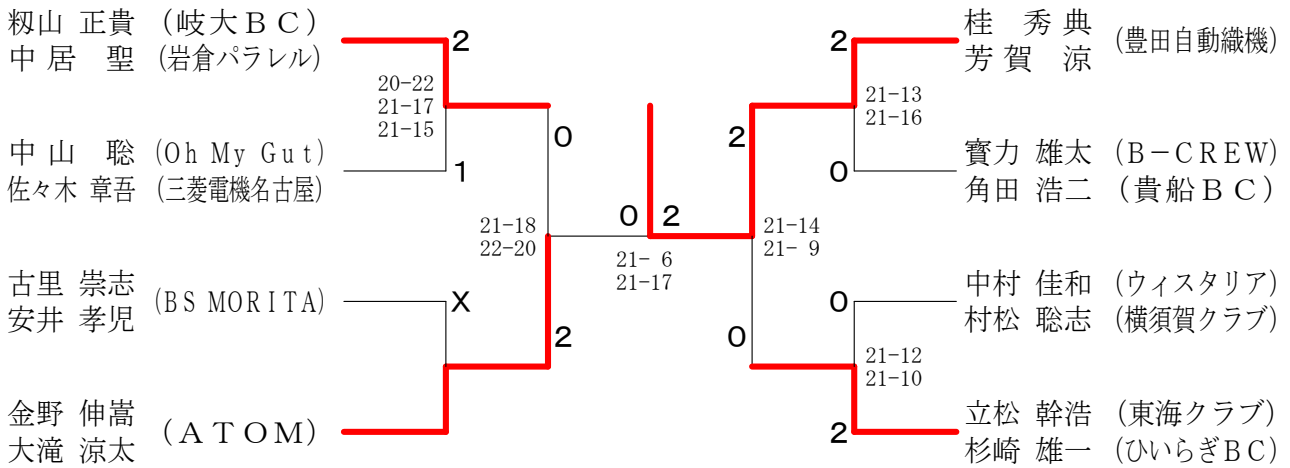 籾山 正貴 (岐大BC)
中居 聖 (岩倉パラレル)
2
20-22
21-17
21-15
中山 聡 (Oh My Gut)
佐々木 章吾 (三菱電機名古屋)
1
0
21-18
22-20
古里 崇志
安井 孝児
(BS MORITA)
X
2
金野 伸嵩
大滝 涼太
(ATOM)
0 2
21- 6
21-17
桂 秀典
芳賀 涼
(豊田自動織機)
2
21-13
21-16
2
寳力 雄太 (B-CREW)
角田 浩二 (貴船BC)
0
21-14
21- 9
中村 佳和 (ウィスタリア)
村松 聡志 (横須賀クラブ)
0
0
21-12
21-10
立松 幹浩 (東海クラブ)
杉崎 雄一 (ひいらぎBC)
2